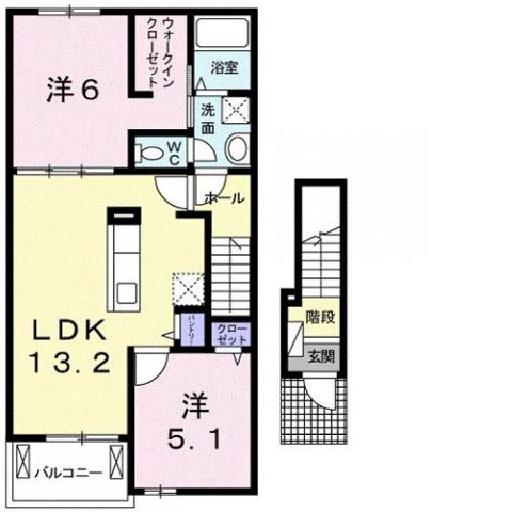 ウォークイン
クローゼット
浴室
洋6
洗面
WC
ホール
階段
LDK
13.2
パントリー
クローゼット
玄関
洋
5.1
バルコニー